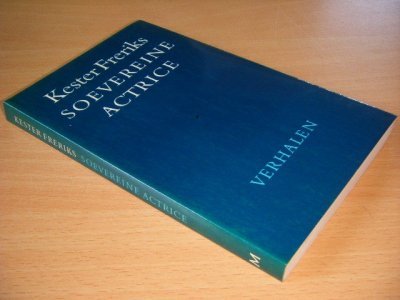 Kester Freriks
SOEVEREINE
ACTRICE
VERHALEN
KESTER FRERIKS SOEVEREINE ACTRICE
M